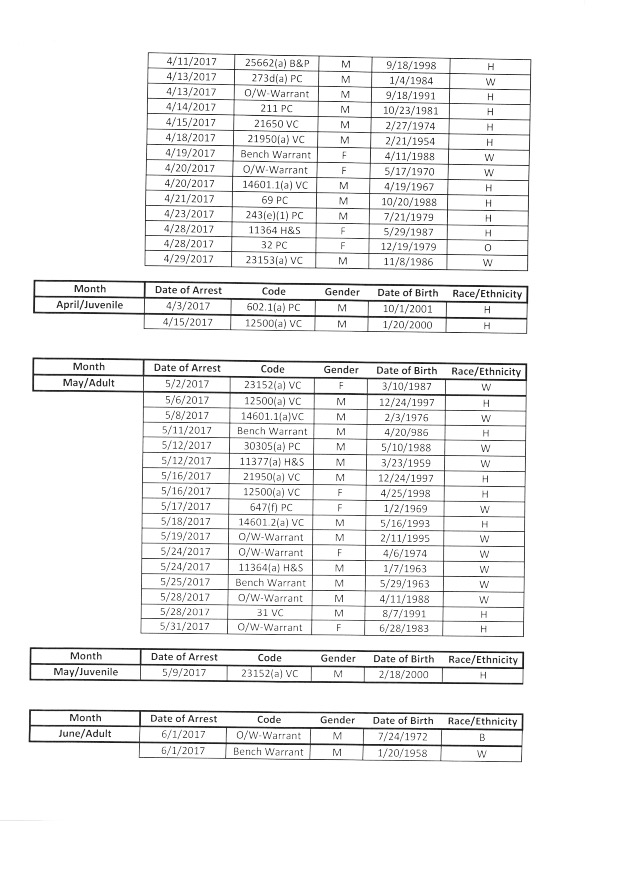 4/11/2017 25662(a) B&P M 9/18/1998 H
4/13/2017 273d(a) PC M 1/4/1984 W
4/13/2017 O/W-Warrant M 9/18/1991 H
4/14/2017 211 PC M 10/23/1981 H
4/15/2017 21650 VC M 2/27/1974 H
4/18/2017 21950(a) VC M 2/21/1954 H
4/19/2017 Bench Warrant F 4/11/1988 W
4/20/2017 O/W-Warrant F 5/17/1970 W
4/20/2017 14601.1(a) VC M 4/19/1967 H
4/21/2017 69 PC M 10/20/1988 H
4/23/2017 243(e)(1) PC M 7/21/1979 H
4/28/2017 11364 H&S F 5/29/1987 H
4/28/2017 32 PC F 12/19/1979 O
4/29/2017 23153(a) VC M 11/8/1986 W
Month Date of Arrest Code Gender Date of Birth Race/Ethnicity
April/Juvenile 4/3/2017 602.1(a) PC M 10/1/2001 H
4/15/2017 12500(a) VC M 1/20/2000 H
Month Date of Arrest Code Gender Date of Birth Race/Ethnicity
May/Adult 5/2/2017 23152(a) VC F 3/10/1987 W
5/6/2017 12500(a) VC M 12/24/1997 H
5/8/2017 14601.1(a)VC M 2/3/1976 W
5/11/2017 Bench Warrant M 4/20/986 H
5/12/2017 30305(a) PC M 5/10/1988 W
5/12/2017 11377(a) H&S M 3/23/1959 W
5/16/2017 21950(a) VC M 12/24/1997 H
5/16/2017 12500(a) VC F 4/25/1998 H
5/17/2017 647(f) PC F 1/2/1969 W
5/18/2017 14601.2(a) VC M 5/16/1993 H
5/19/2017 O/W-Warrant M 2/11/1995 W
5/24/2017 O/W-Warrant F 4/6/1974 W
5/24/2017 11364(a) H&S M 1/7/1963 W
5/25/2017 Bench Warrant M 5/29/1963 W
5/28/2017 O/W-Warrant M 4/11/1988 W
5/28/2017 31 VC M 8/7/1991 H
5/31/2017 O/W-Warrant F 6/28/1983 H
Month Date of Arrest Code Gender Date of Birth Race/Ethnicity
May/Juvenile 5/9/2017 23152(a) VC M 2/18/2000 H
Month Date of Arrest Code Gender Date of Birth Race/Ethnicity
June/Adult 6/1/2017 O/W-Warrant M 7/24/1972 B
6/1/2017 Bench Warrant M 1/20/1958 W